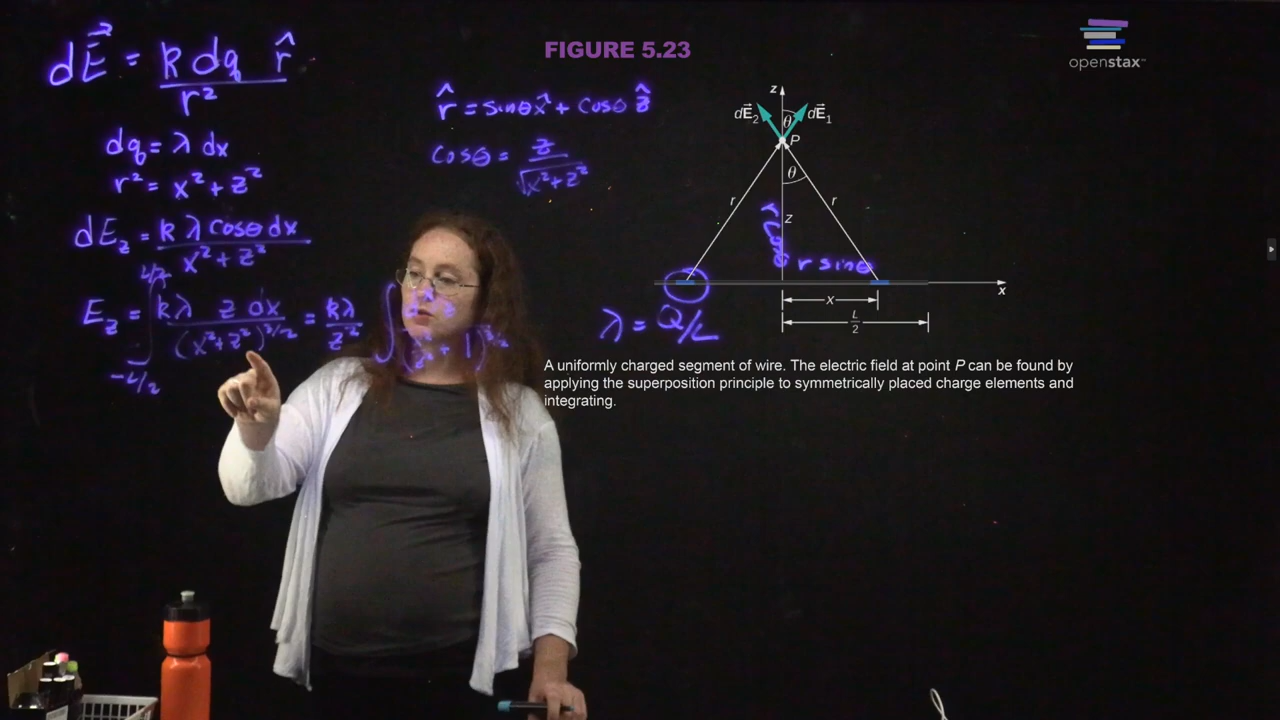 dE⃗ = k dq r̂ / r²
dq = λ dx
r² = x² + z²
dE_z = k λ cosθ dx / x² + z²
E_z = ∫_{-L/2}^{L/2} kλ z dx / (x² + z²)^{3/2} = kλ / z² ∫
r̂ = sinθ x̂ + cosθ ẑ
cosθ = z / √x² + z²
FIGURE 5.23
openstax™
z
dE⃗₂ θ dE⃗₁
P
θ
r r
z
r sinθ
x
x
L/2
λ = Q/L
A uniformly charged segment of wire. The electric field at point P can be found by
applying the superposition principle to symmetrically placed charge elements and
integrating.